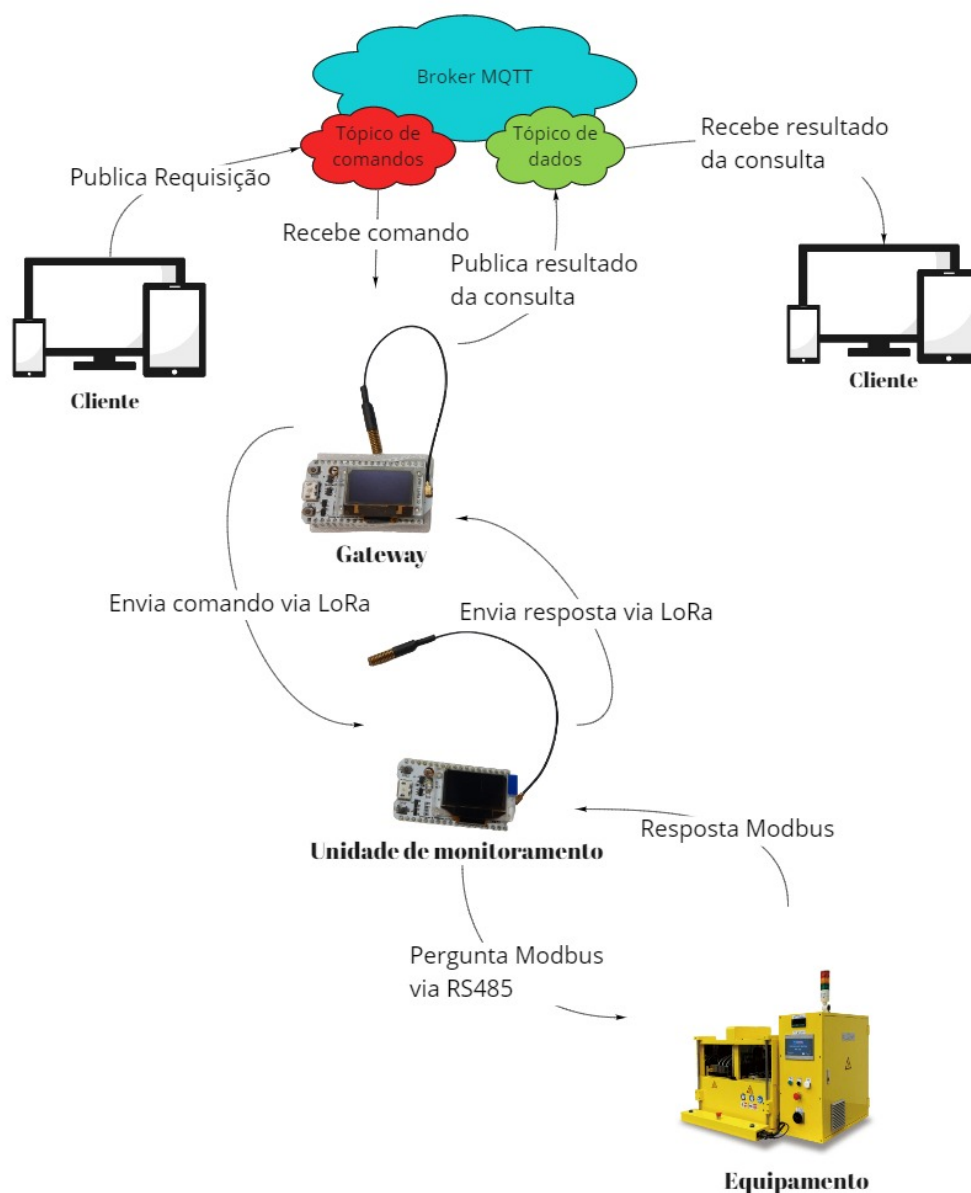 Broker MQTT
Tópico de
comandos
Tópico de
dados
Recebe resultado
da consulta
Publica Requisição
Recebe comando
Publica resultado
da consulta
Cliente
Cliente
Gateway
Envia comando via LoRa
Envia resposta via LoRa
Unidade de monitoramento
Resposta Modbus
Pergunta Modbus
via RS485
Equipamento